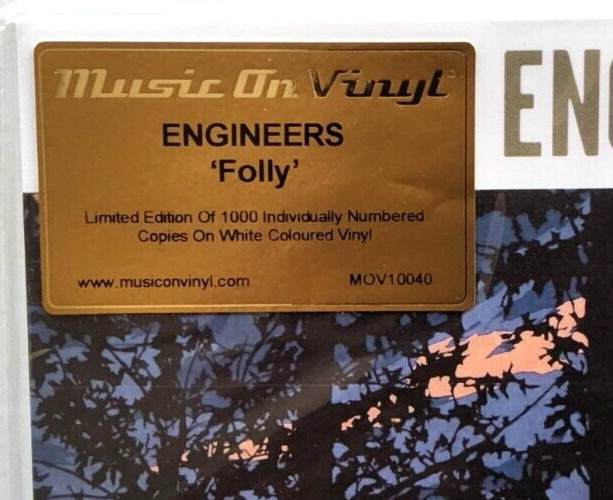 Music On Vinyl
ENG
ENGINEERS
‘Folly’
Limited Edition Of 1000 Individually Numbered
Copies On White Coloured Vinyl
www.musiconvinyl.com MOV10040